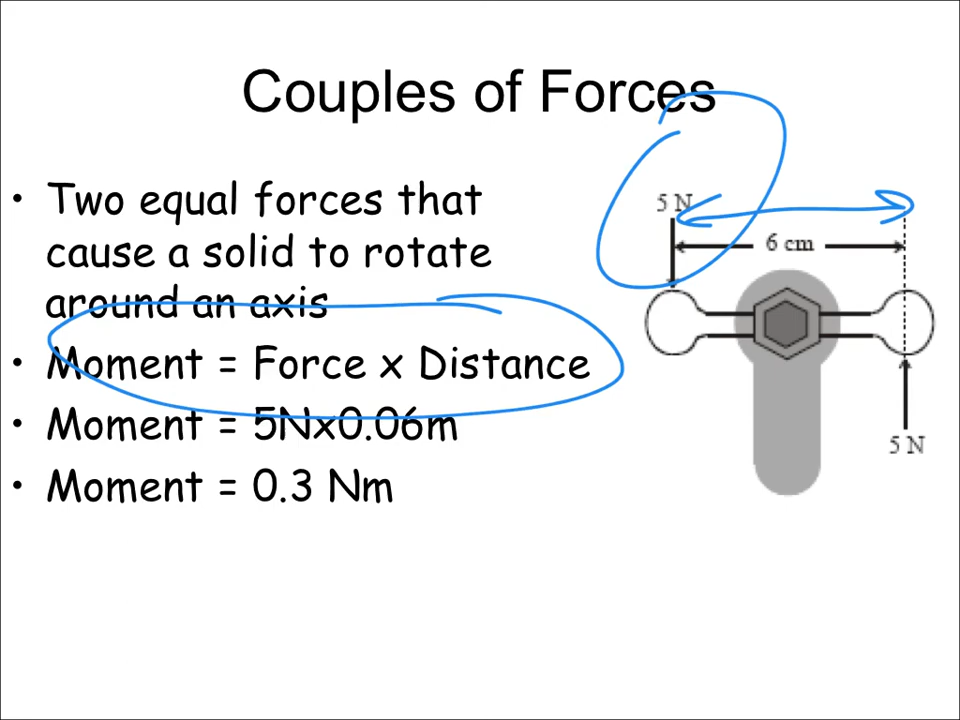 Couples of Forces
• Two equal forces that
cause a solid to rotate
around an axis
• Moment = Force x Distance
• Moment = 5Nx0.06m
• Moment = 0.3 Nm
5 N
6 cm
5 N